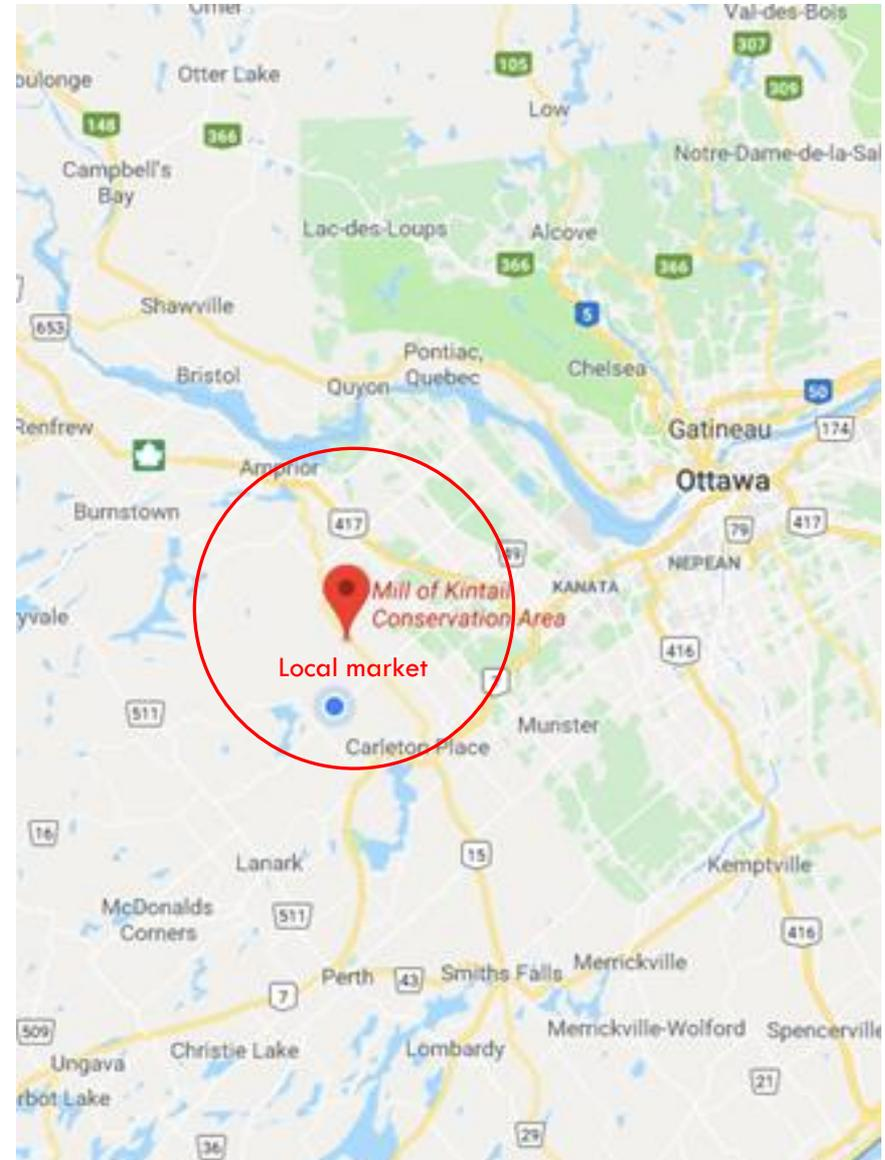 Val-des-Bois
307
105
Otter Lake
309
Low
148
366
Notre-Dame-de-la-Sal
Campbell's
Bay
Lac-des-Loups
Alcove
366
366
Shawville
5
653
Pontiac,
Quebec
Chelsea
Bristol
Quyon
50
Renfrew
Gatineau
174
Arnprior
Ottawa
Burnstown
417
79
417
NEPEAN
Mill of Kintail
Conservation Area
KANATA
yvale
416
Local market
7
511
Munster
Carleton Place
16
15
Lanark
Kemptville
McDonalds
Corners
511
416
Merrickville
Perth
43
Smiths Falls
7
509
Merrickville-Wolford
Spencerville
Ungava
Christie Lake
Lombardy
21
rbot Lake
36
29